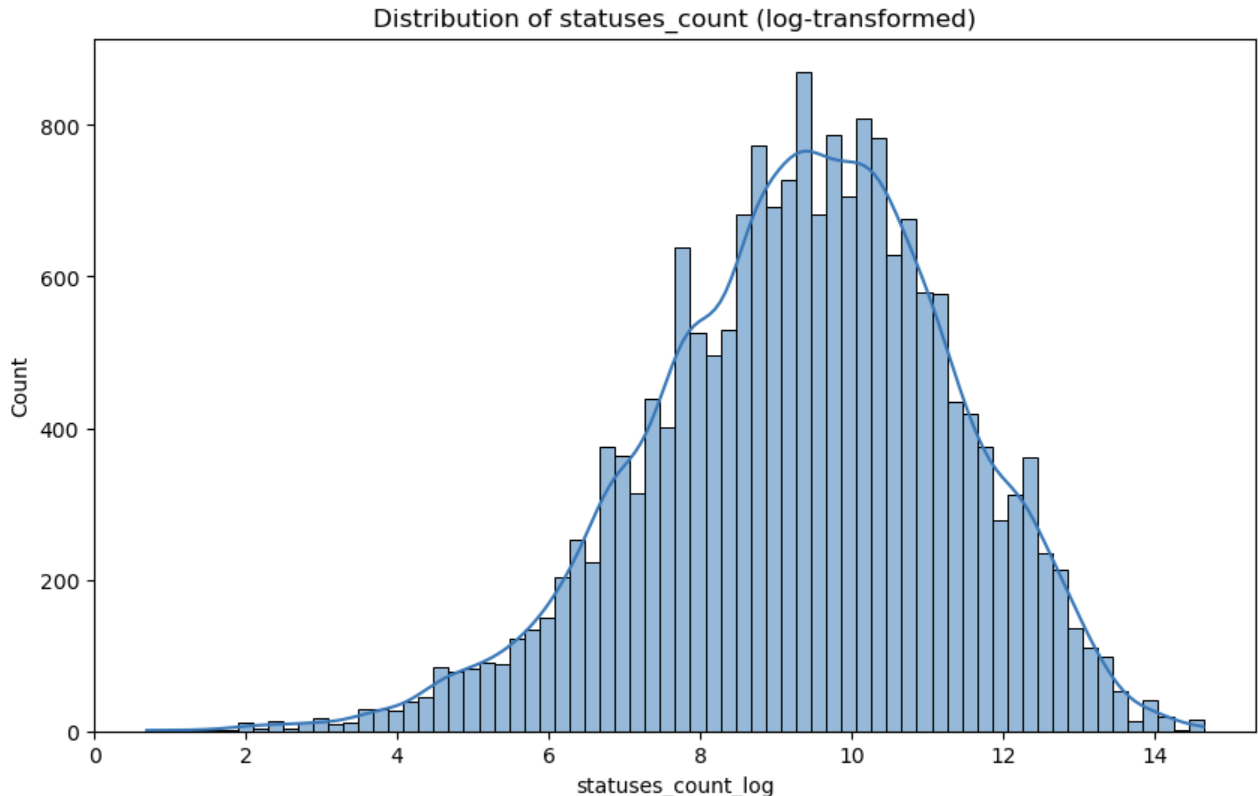 Distribution of statuses_count (log-transformed)
800
600
400
200
0
Count
0 2 4 6 8 10 12 14
statuses_count_log